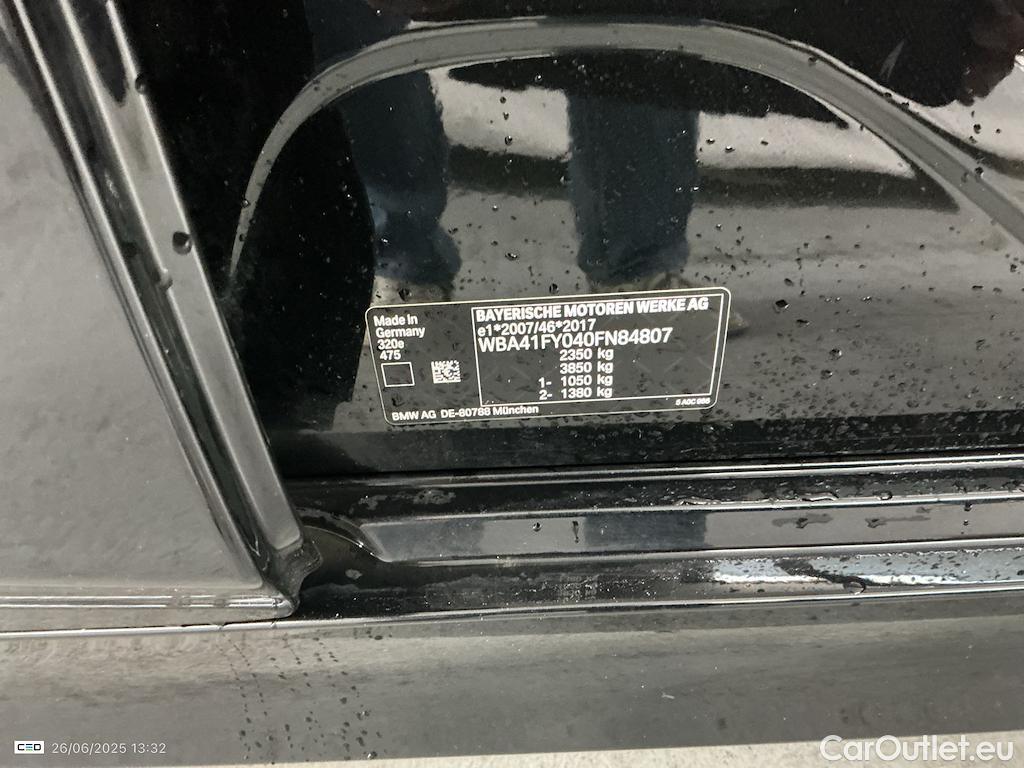 Made in
Germany
320e
475
BAYERISCHE MOTOREN WERKE AG
e1*2007/46*2017
WBA41FY040FN84807
2350 kg
3850 kg
1- 1050 kg
2- 1380 kg
BMW AG DE-80788 München
CEO 26/06/2025 13:32
CarOutlet.eu